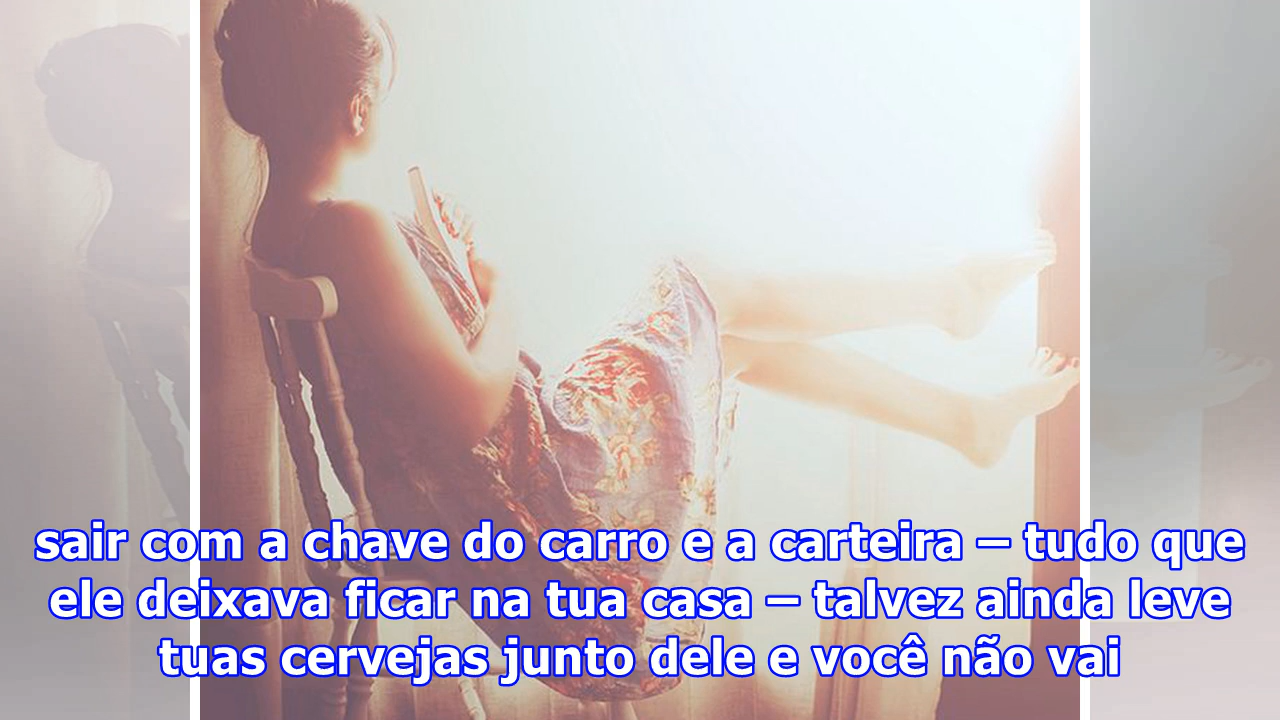 sair com a chave do carro e a carteira – tudo que
ele deixava ficar na tua casa – talvez ainda leve
tuas cervejas junto dele e você não vai